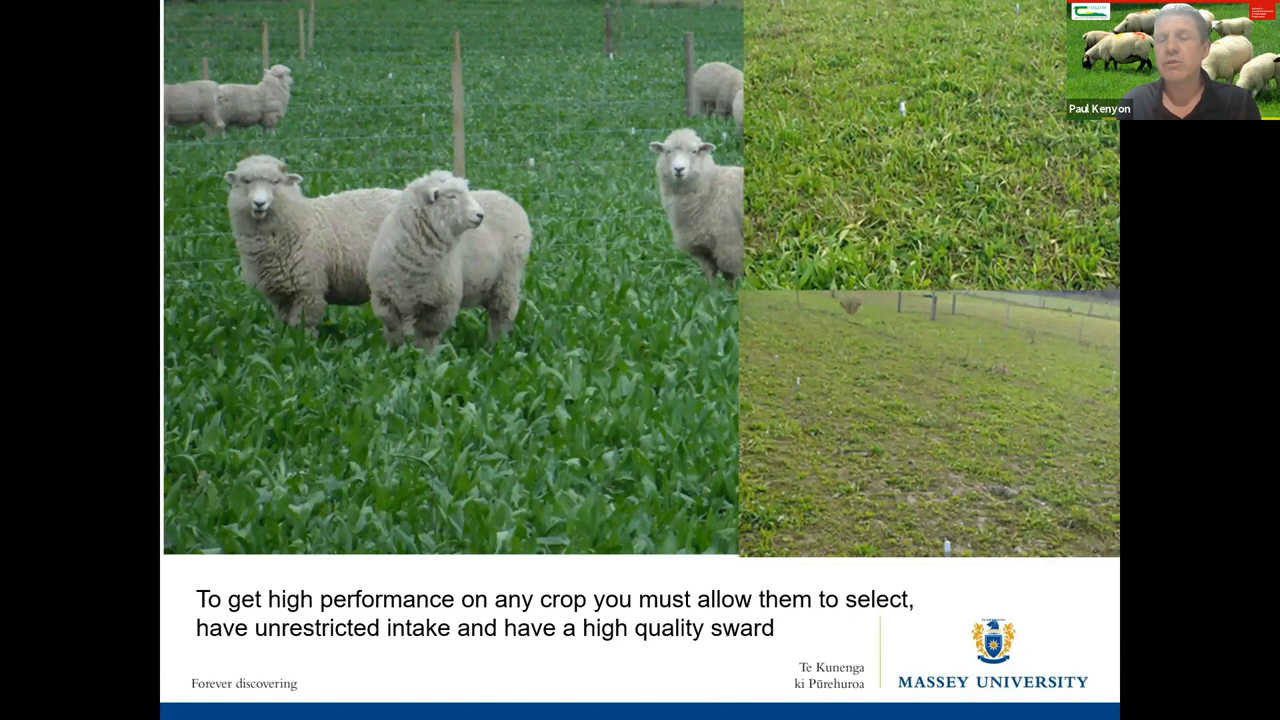 Paul Kenyon
To get high performance on any crop you must allow them to select,
have unrestricted intake and have a high quality sward
Forever discovering
Te Kunenga
ki Pūrehuroa
MASSEY UNIVERSITY